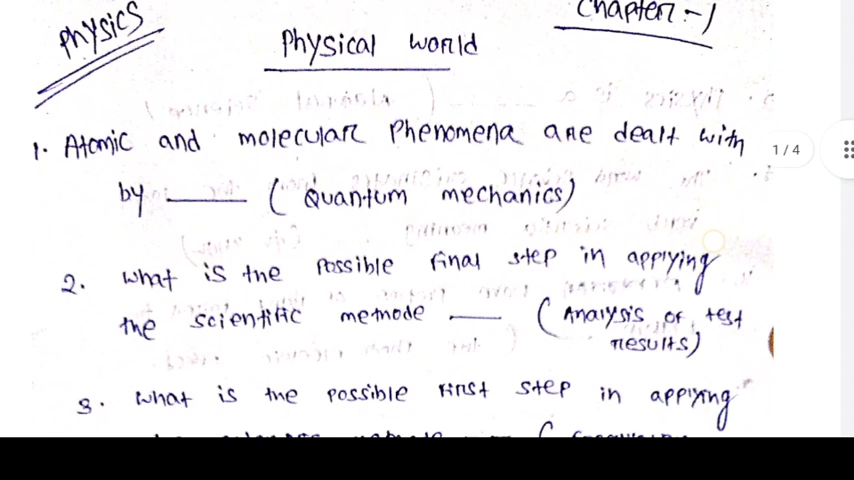 Physics
Chapter :- 1
Physical World
1. Atomic and molecular Phenomena are dealt with
by ____ ( Quantum mechanics)
1 / 4
2. What is the Possible Final step in applying
the scientific methode ____ ( Analysis of test
results)
3. What is the Possible First step in applying